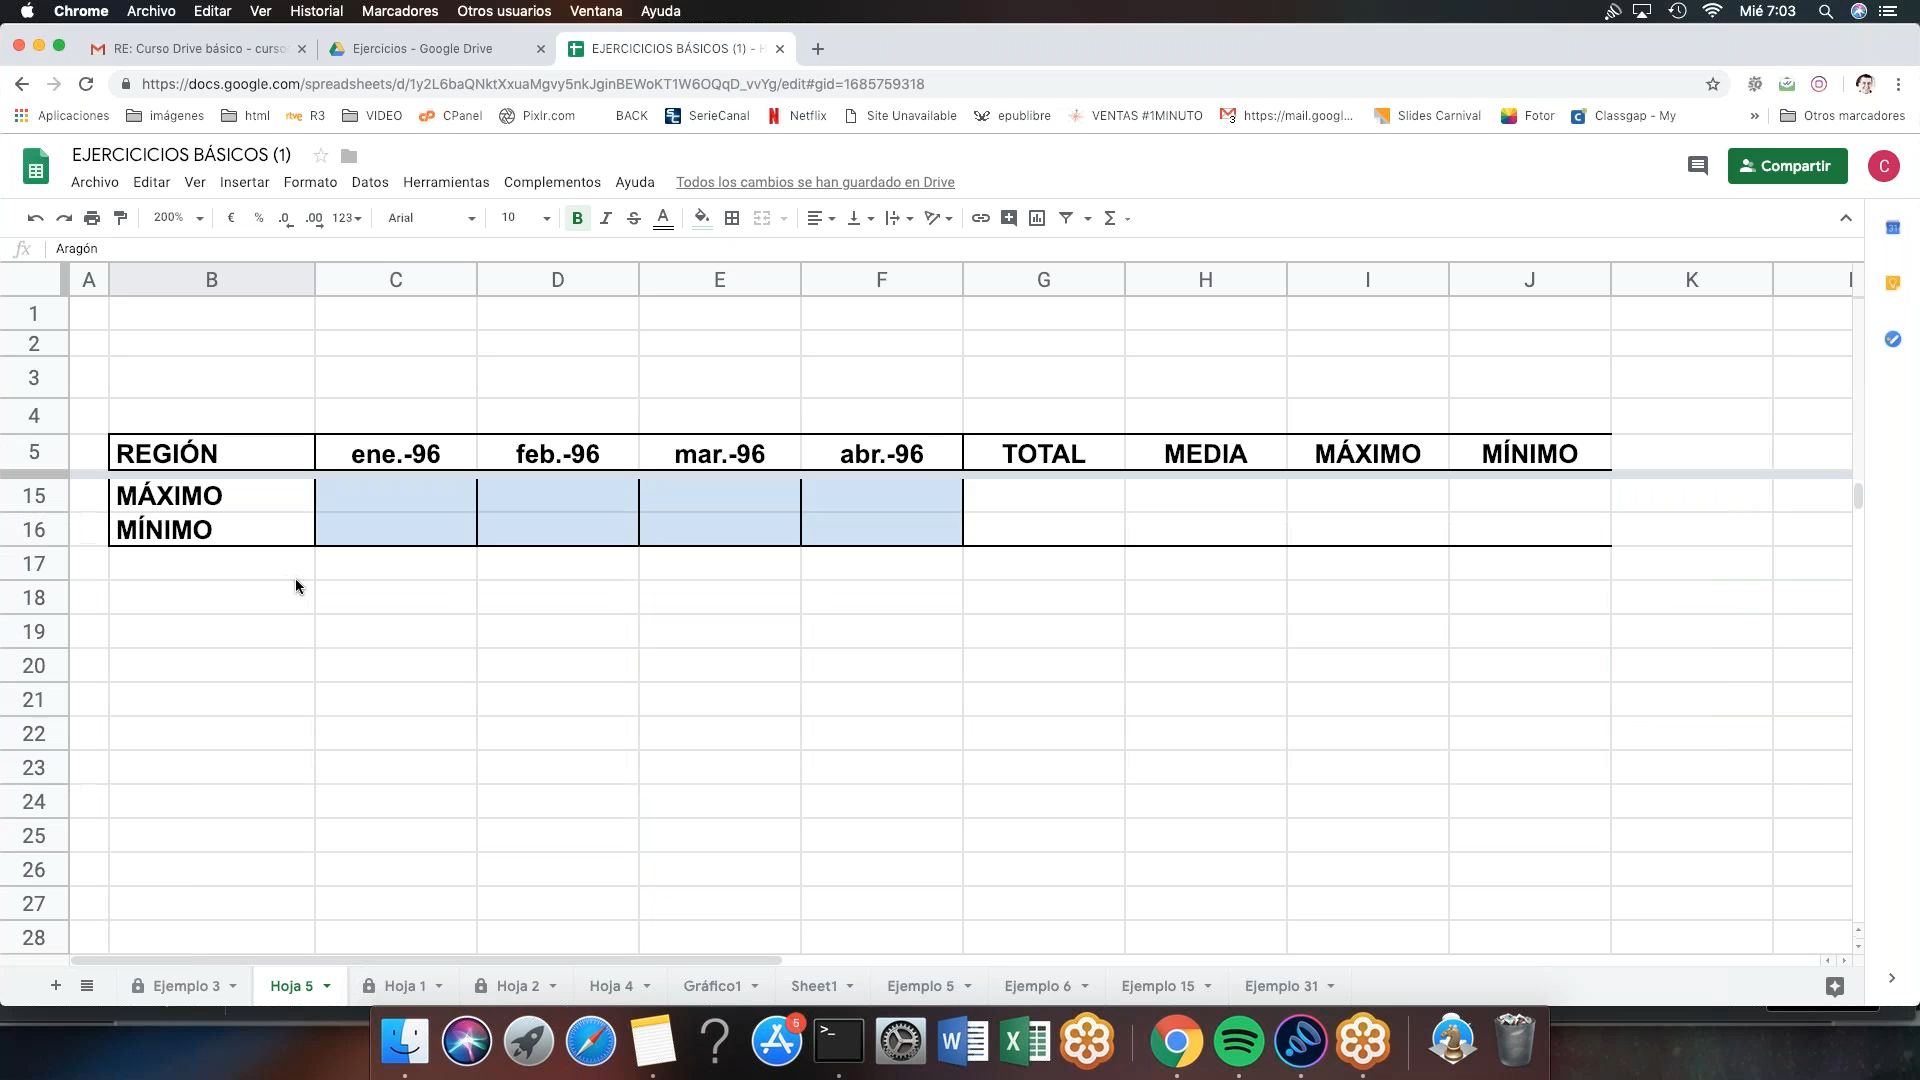 Chrome Archivo Editar Ver Historial Marcadores Otros usuarios Ventana Ayuda Mié 7:03
RE: Curso Drive básico - curso Ejercicios - Google Drive EJERCICICIOS BÁSICOS (1) - H
https://docs.google.com/spreadsheets/d/1y2L6baQNktXxuaMgvy5nkJginBEWoKT1W6OQqD_vvYg/edit#gid=1685759318
Aplicaciones imágenes html rtve R3 VIDEO cP CPanel Pixlr.com BACK SerieCanal Netflix Site Unavailable epublibre VENTAS #1MINUTO https://mail.googl... Slides Carnival Fotor Classgap - My » Otros marcadores
EJERCICICIOS BÁSICOS (1)
Compartir C
Archivo Editar Ver Insertar Formato Datos Herramientas Complementos Ayuda Todos los cambios se han guardado en Drive
200% € % .0 .00 123 Arial 10 B I S A Σ
fx Aragón
31
A B C D E F G H I J K
1
2
3
4
5 REGIÓN ene.-96 feb.-96 mar.-96 abr.-96 TOTAL MEDIA MÁXIMO MÍNIMO
15 MÁXIMO
16 MÍNIMO
17
18
19
20
21
22
23
24
25
26
27
28
+ Ejemplo 3 Hoja 5 Hoja 1 Hoja 2 Hoja 4 Gráfico1 Sheet1 Ejemplo 5 Ejemplo 6 Ejemplo 15 Ejemplo 31
? 5 >_ W X